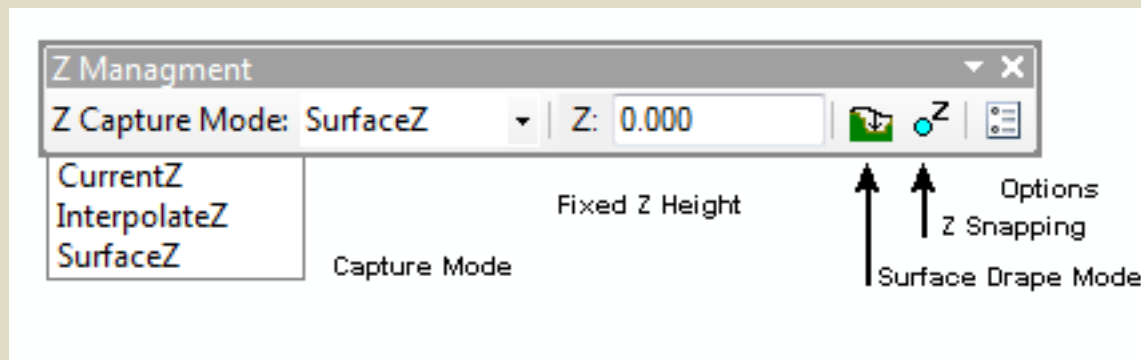 Z Managment
Z Capture Mode: SurfaceZ Z: 0.000 Z
CurrentZ
InterpolateZ
SurfaceZ
Capture Mode
Fixed Z Height
Options
Z Snapping
Surface Drape Mode